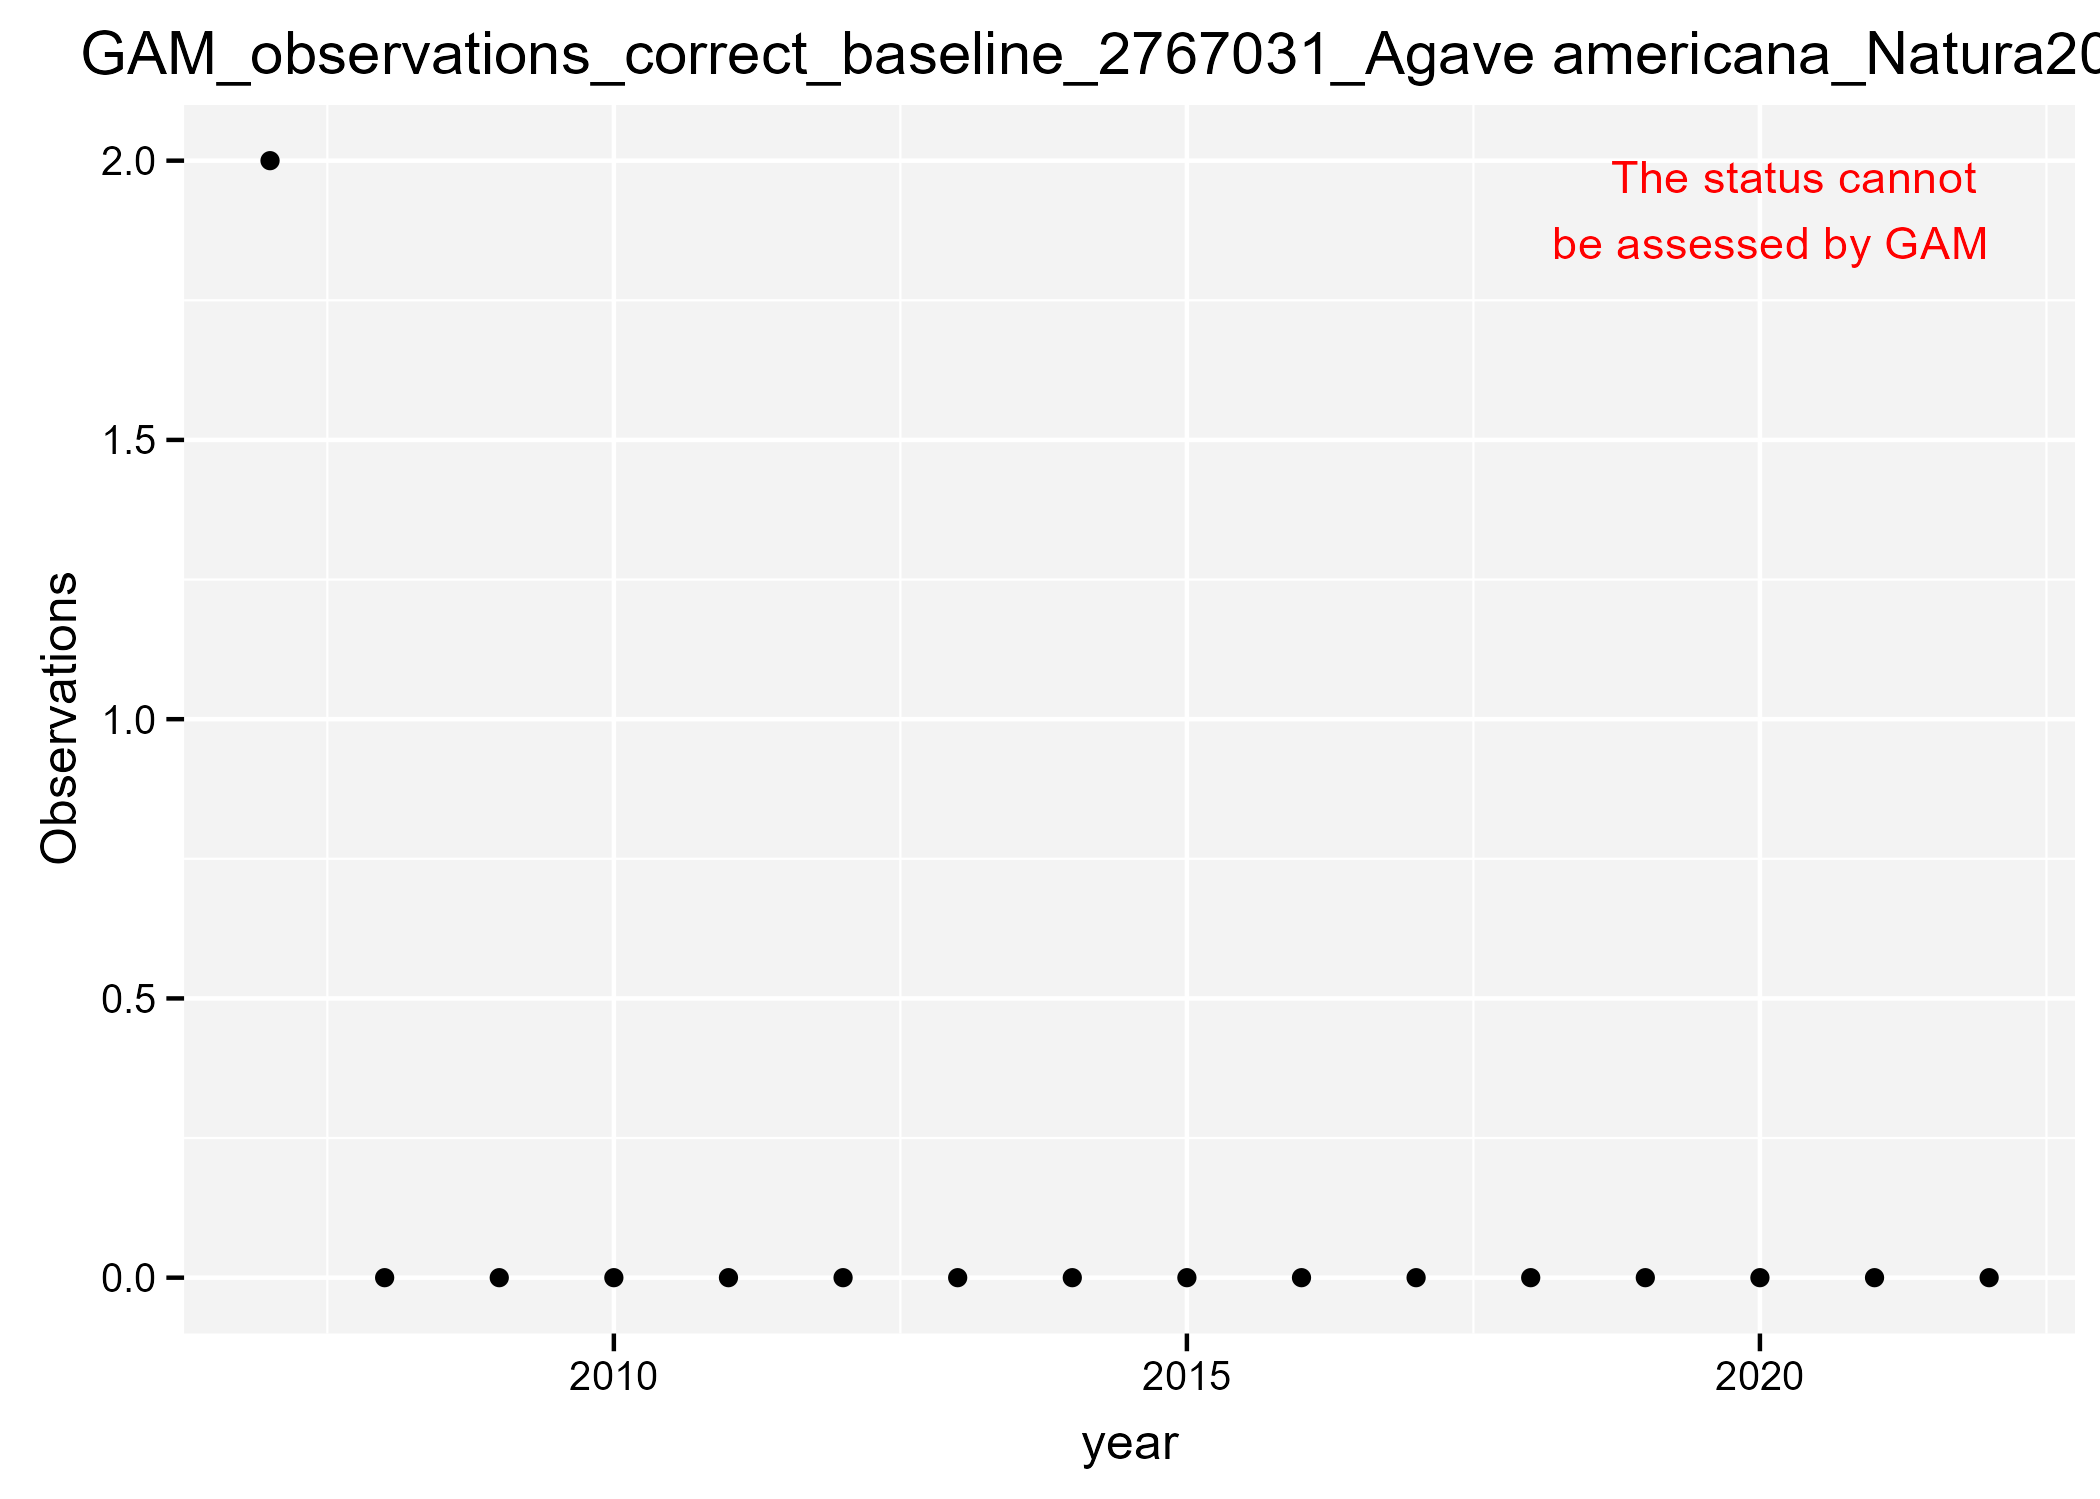 GAM_observations_correct_baseline_2767031_Agave americana_Natura20
The status cannot
be assessed by GAM
Observations
2.0
1.5
1.0
0.5
0.0
2010 2015 2020
year